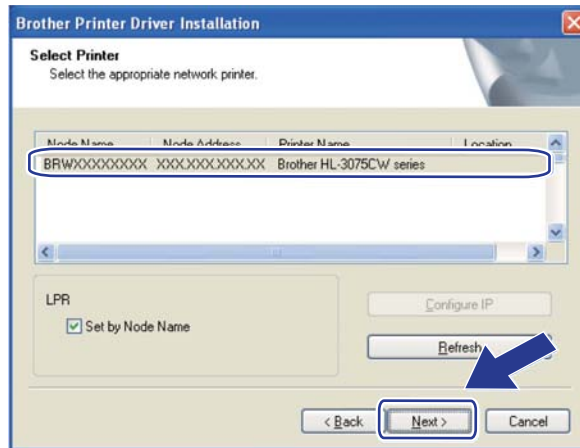 Brother Printer Driver Installation
Select Printer
Select the appropriate network printer.
Node Name Node Address Printer Name Location
BRWXXXXXXXX XXX.XXX.XXX.XX Brother HL-3075CW series
LPR
Set by Node Name
Configure IP
Refresh
< Back Next > Cancel